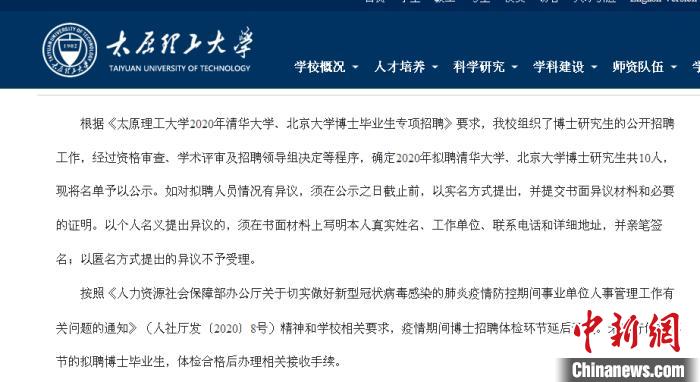 English Version
1902
太原理工大学
TAIYUAN UNIVERSITY OF TECHNOLOGY
学校概况 人才培养 科学研究 学科建设 师资队伍
根据《太原理工大学2020年清华大学、北京大学博士毕业生专项招聘》要求，我校组织了博士研究生的公开招聘
工作，经过资格审查、学术评审及招聘领导组决定等程序，确定2020年拟聘清华大学、北京大学博士研究生共10人，
现将名单予以公示。如对拟聘人员情况有异议，须在公示之日截止前，以实名方式提出，并提交书面异议材料和必要
的证明。以个人名义提出异议的，须在书面材料上写明本人真实姓名、工作单位、联系电话和详细地址，并亲笔签
名；以匿名方式提出的异议不予受理。
按照《人力资源社会保障部办公厅关于切实做好新型冠状病毒感染的肺炎疫情防控期间事业单位人事管理工作有
关问题的通知》（人社厅发〔2020〕8号）精神和学校相关要求，疫情期间博士招聘体检环节延后
节的拟聘博士毕业生，体检合格后办理相关接收手续。
中新网
Chinanews.com